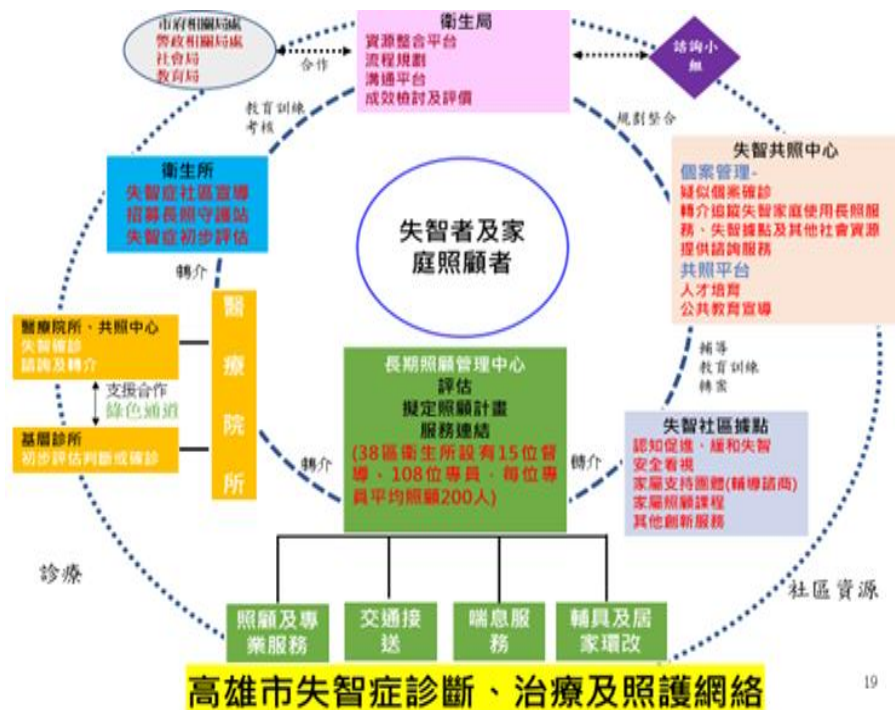 市府相關局處
警政相關局處
社會局
教育局
合作
衛生局
資源整合平台
流程規劃
溝通平台
成效檢討及評價
諮詢小
組
教育訓練
考核
規劃整合
衛生所
失智症社區宣導
招募長照守護站
失智症初步評估
失智者及家
庭照顧者
失智共照中心
個案管理-
疑似個案確診
轉介追蹤失智家庭使用長照服
務、失智據點及其他社會資源
提供諮詢服務
共照平台
人才培育
公共教育宣導
轉介
醫療院所、共照中心
失智確診
諮詢及轉介
支援合作
綠色通道
基層診所
初步評估判斷或確診
醫
療
院
所
轉介
長期照顧管理中心
評估
擬定照顧計畫
服務連結
(38區衛生所設有15位督
導、108位專員,每位專
員平均照顧200人)
轉介
輔等
教育訓練
轉案
失智社區據點
認知促進、緩和失智
安全看視
家屬支持團體(輔導諮商)
家屬照顧課程
其他創新服務
診療
社區資源
照顧及專
業服務
交通接
送
喘息服
務
輔具及居
家環改
高雄市失智症診斷、治療及照護網絡
19